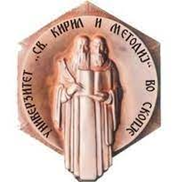 УНИВЕРЗИТЕТ „СВ. КИРИЛ И МЕТОДИЈ“ ВО СКОПЈЕ